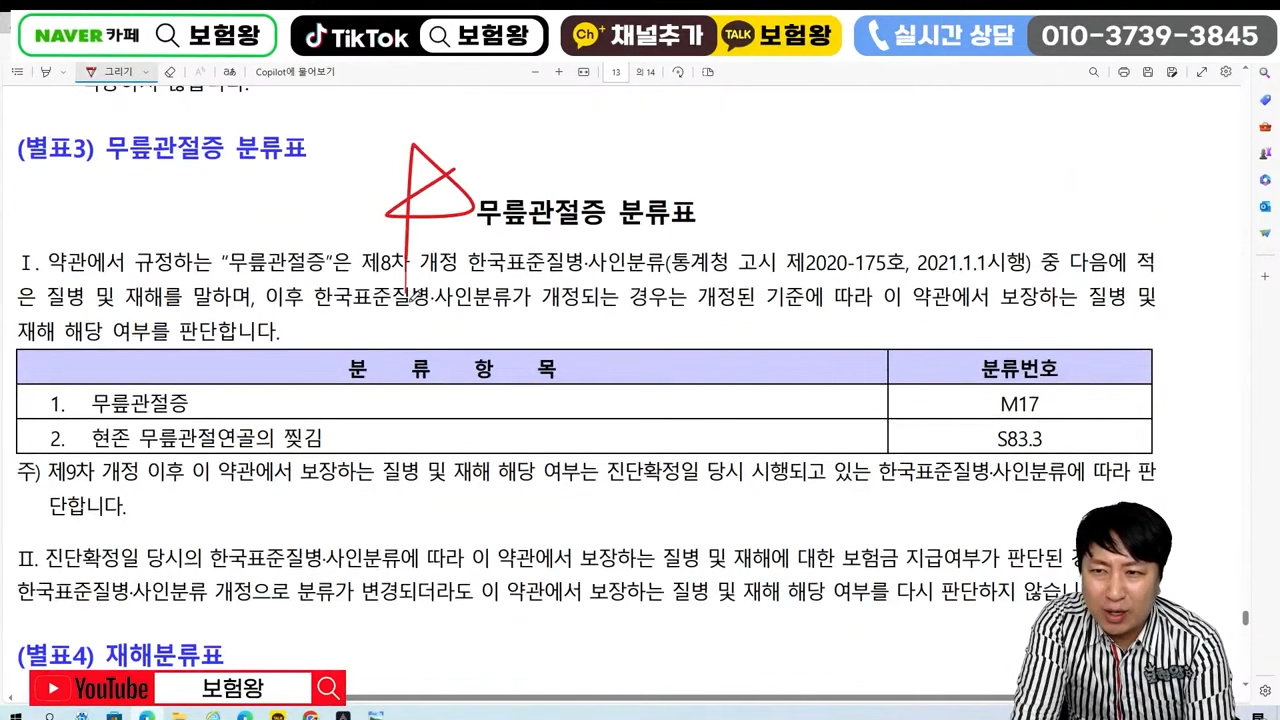 NAVER 카페 보험왕
TikTok 보험왕
Ch+ 채널추가 TALK 보험왕
실시간 상담 010-3739-3845
그리기 aあ Copilot에 물어보기 13 의 14
(별표3) 무릎관절증 분류표
무릎관절증 분류표
Ⅰ. 약관에서 규정하는 “무릎관절증”은 제8차 개정 한국표준질병·사인분류(통계청 고시 제2020-175호, 2021.1.1시행) 중 다음에 적
은 질병 및 재해를 말하며, 이후 한국표준질병·사인분류가 개정되는 경우는 개정된 기준에 따라 이 약관에서 보장하는 질병 및
재해 해당 여부를 판단합니다.
분 류 항 목 분류번호
1. 무릎관절증 M17
2. 현존 무릎관절연골의 찢김 S83.3
주) 제9차 개정 이후 이 약관에서 보장하는 질병 및 재해 해당 여부는 진단확정일 당시 시행되고 있는 한국표준질병·사인분류에 따라 판
단합니다.
Ⅱ. 진단확정일 당시의 한국표준질병·사인분류에 따라 이 약관에서 보장하는 질병 및 재해에 대한 보험금 지급여부가 판단된
한국표준질병·사인분류 개정으로 분류가 변경되더라도 이 약관에서 보장하는 질병 및 재해 해당 여부를 다시 판단하지 않습니
(별표4) 재해분류표
YouTube 보험왕